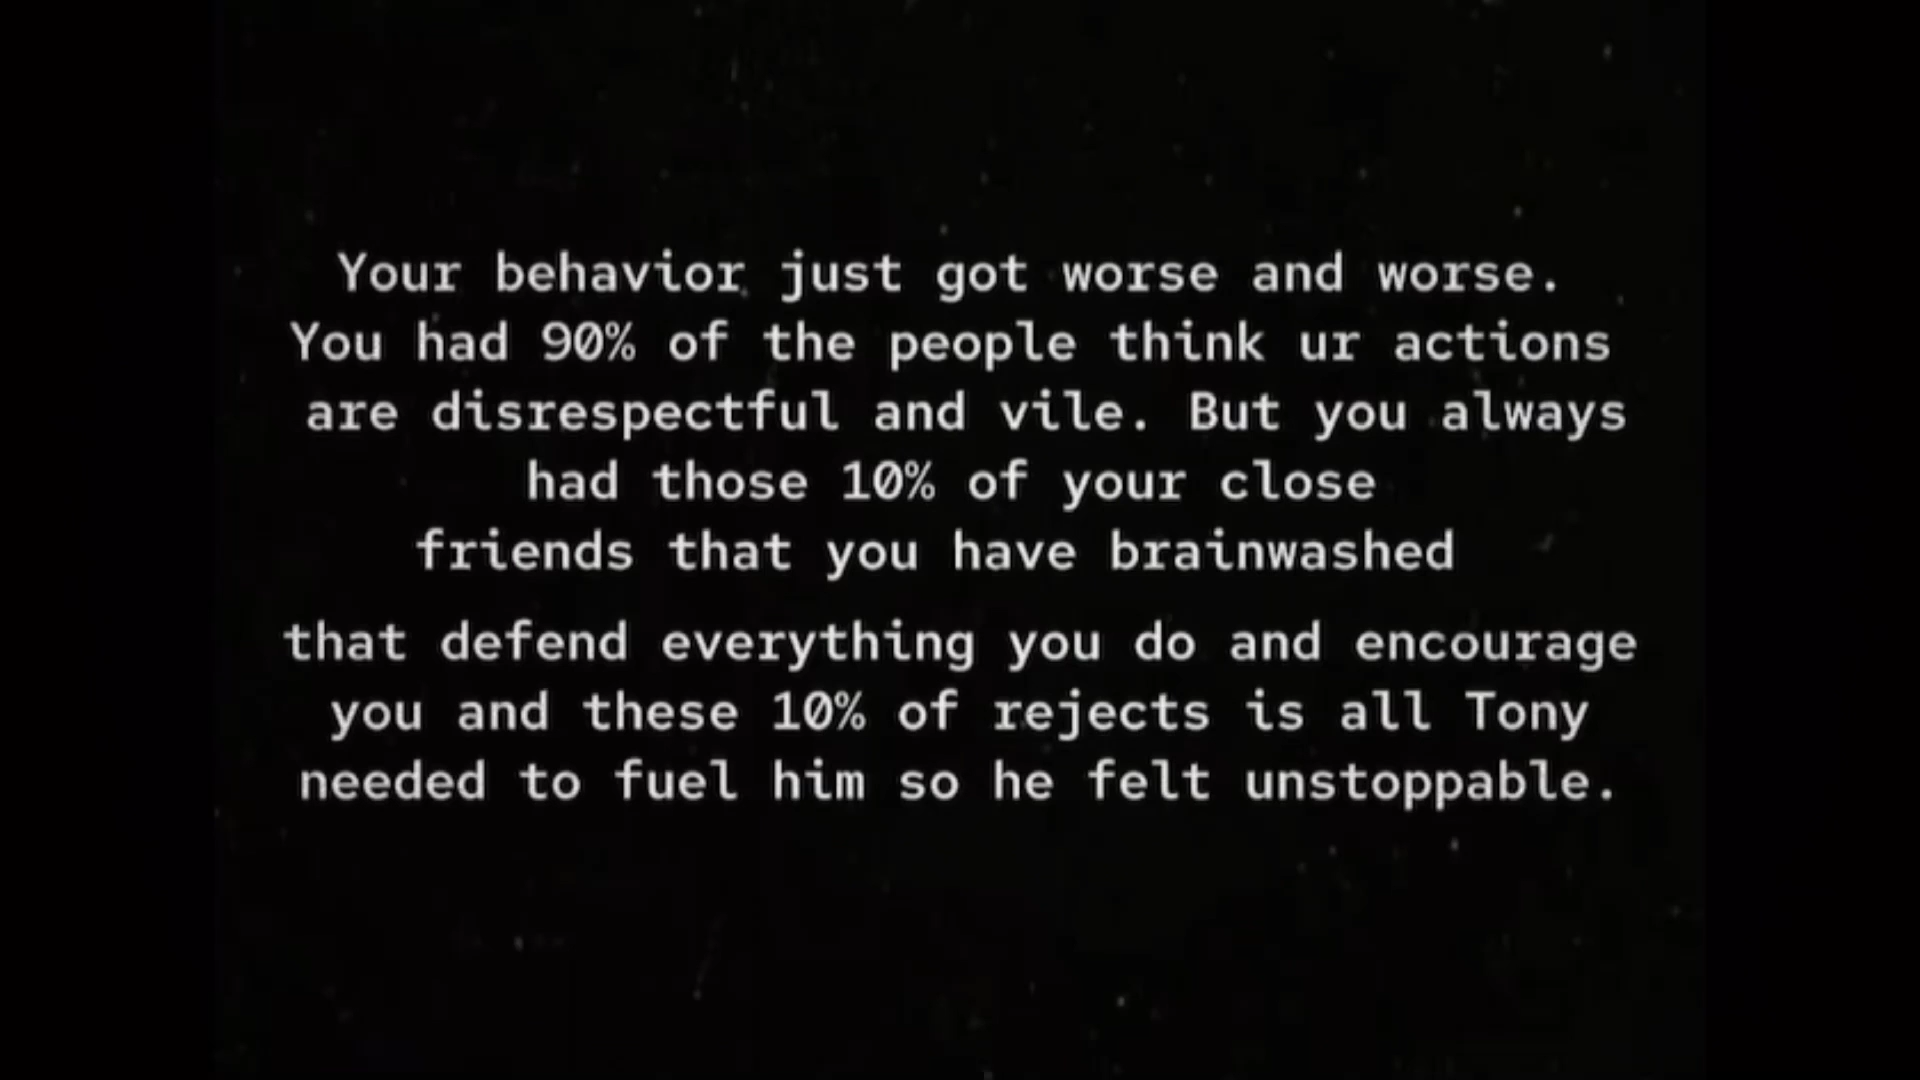 Your behavior just got worse and worse.
You had 90% of the people think ur actions
are disrespectful and vile. But you always
had those 10% of your close
friends that you have brainwashed
that defend everything you do and encourage
you and these 10% of rejects is all Tony
needed to fuel him so he felt unstoppable.